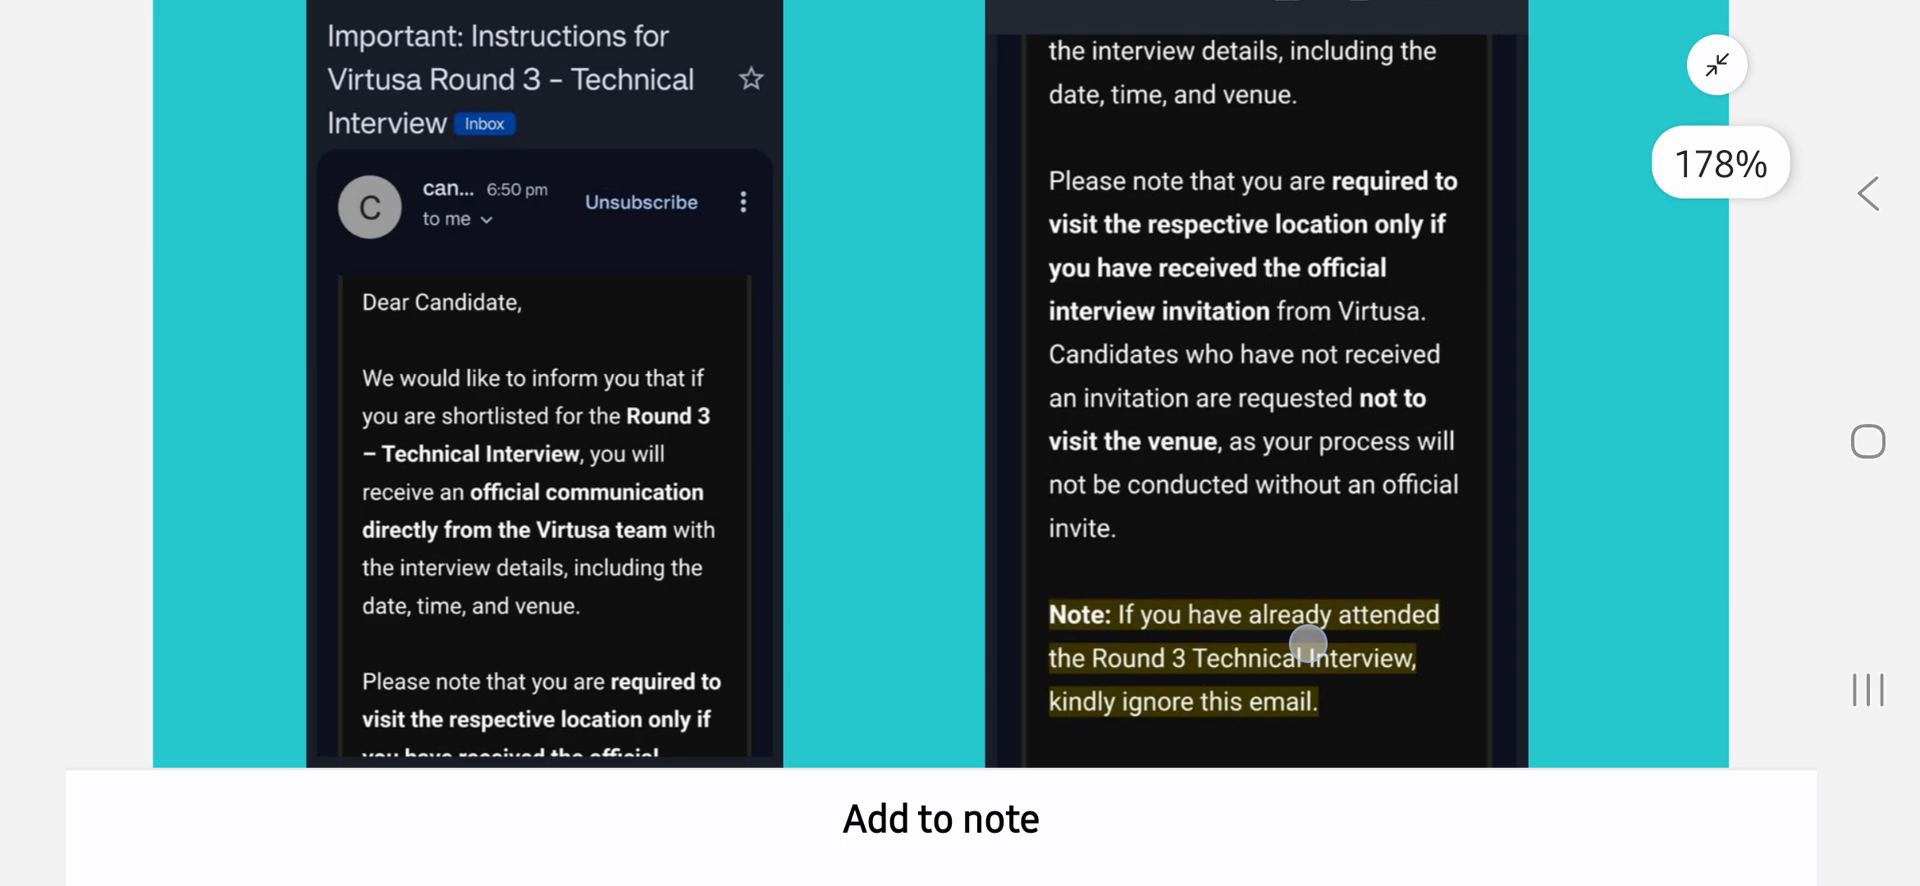 Important: Instructions for
Virtusa Round 3 – Technical
Interview Inbox
C
can... 6:50 pm
Unsubscribe
to me
Dear Candidate,
We would like to inform you that if
you are shortlisted for the Round 3
– Technical Interview, you will
receive an official communication
directly from the Virtusa team with
the interview details, including the
date, time, and venue.
Please note that you are required to
visit the respective location only if
you have received the official
the interview details, including the
date, time, and venue.
Please note that you are required to
visit the respective location only if
you have received the official
interview invitation from Virtusa.
Candidates who have not received
an invitation are requested not to
visit the venue, as your process will
not be conducted without an official
invite.
Note: If you have already attended
the Round 3 Technical Interview,
kindly ignore this email.
178%
Add to note